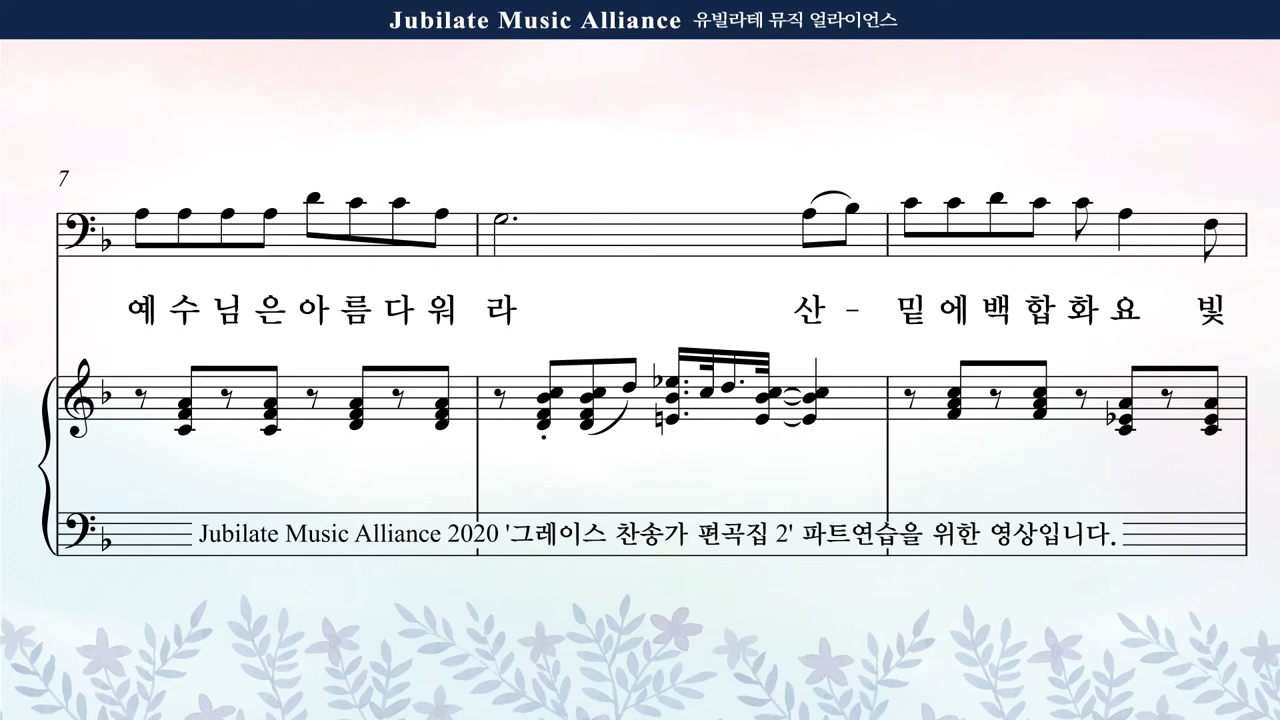 Jubilate Music Alliance 유빌라테 뮤직 얼라이언스
7
예 수 님 은 아 름 다 워 라 산 - 밑 에 백 합 화 요 빛
Jubilate Music Alliance 2020 '그레이스 찬송가 편곡집 2' 파트연습을 위한 영상입니다.